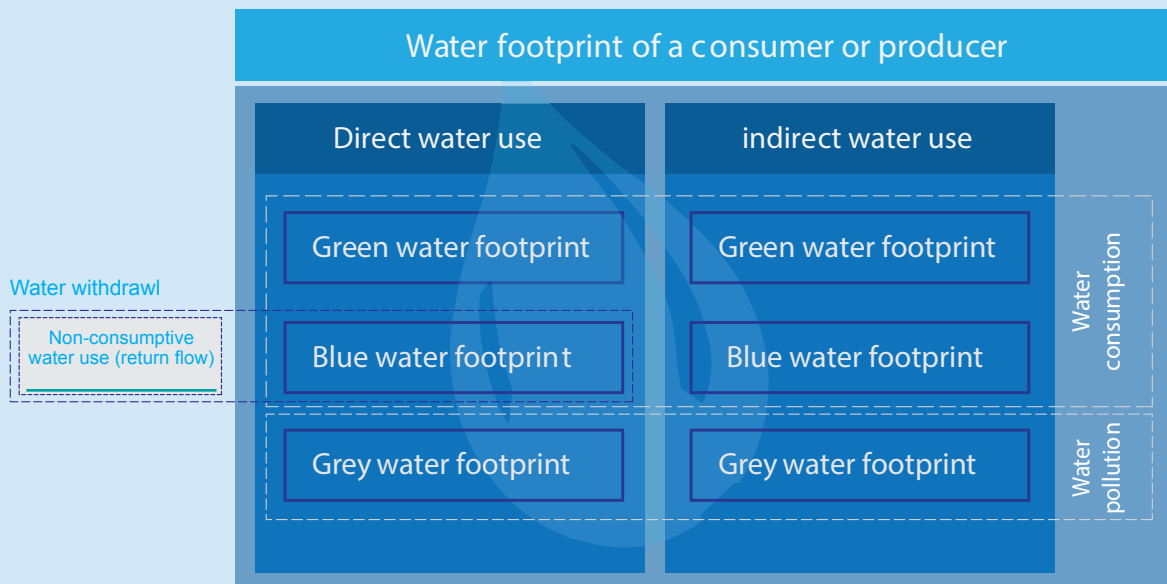 Water footprint of a consumer or producer
Direct water use
indirect water use
Green water footprint
Green water footprint
Water
consumption
Water withdrawl
Non-consumptive
water use (return flow)
Blue water footprint
Blue water footprint
Grey water footprint
Grey water footprint
Water
pollution